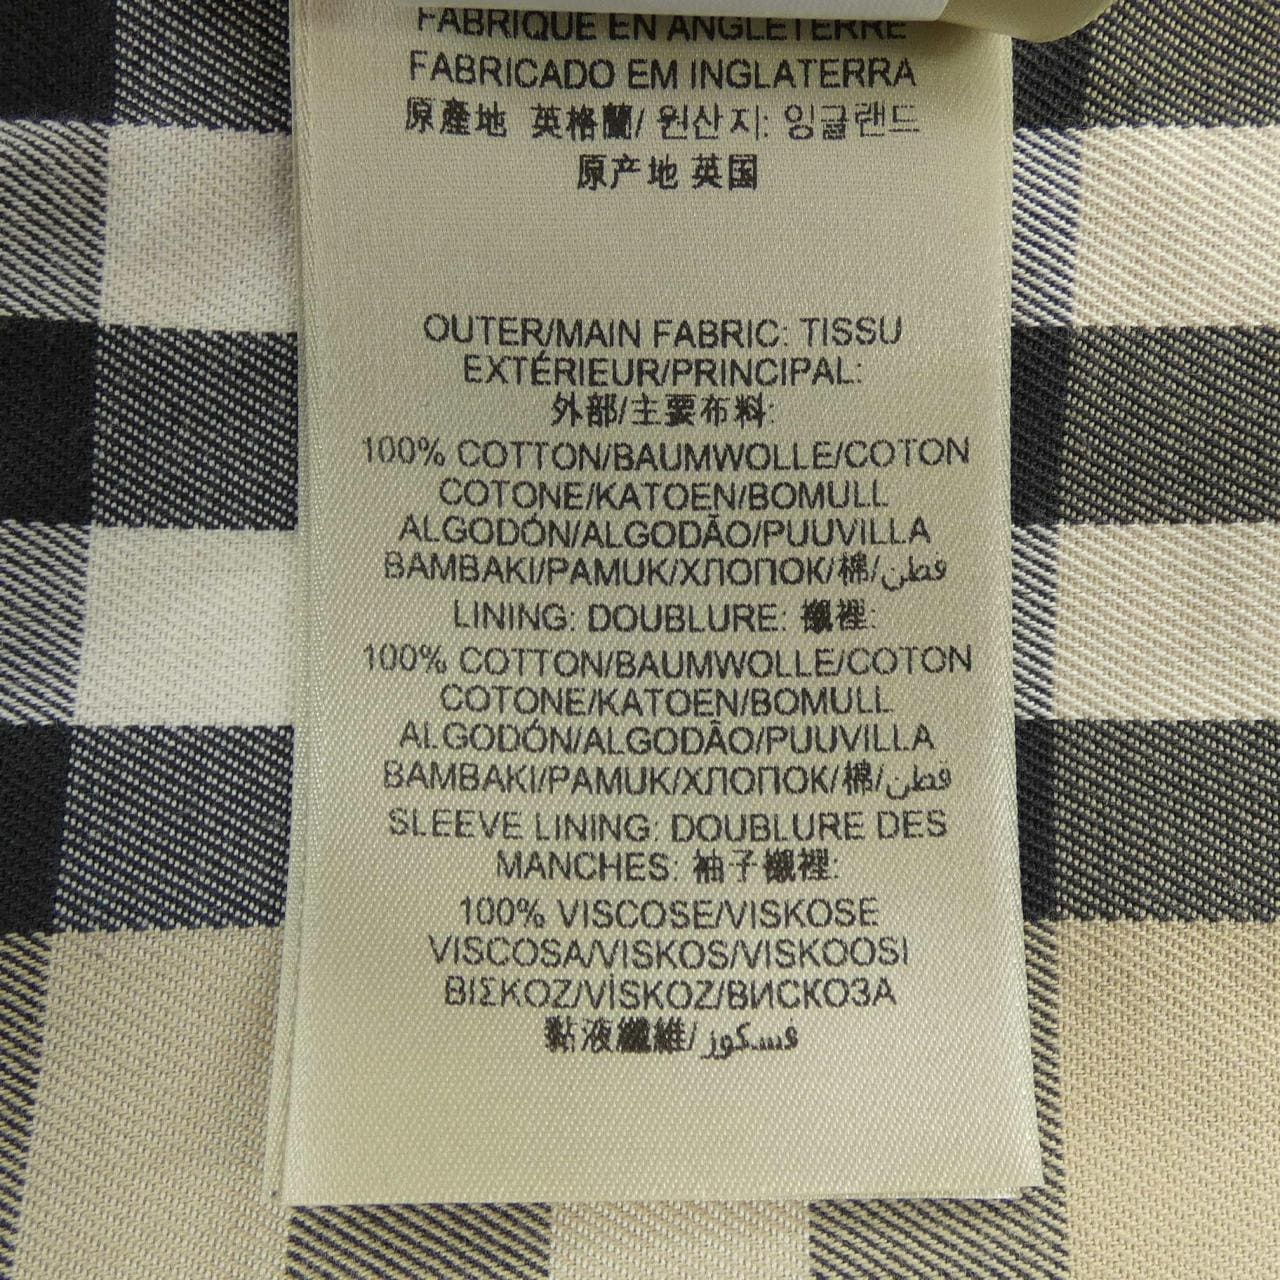 FABRIQUÉ EN ANGLETERRE
FABRICADO EM INGLATERRA
原產地 英格蘭/ 원산지: 잉글랜드
原产地 英国
OUTER/MAIN FABRIC: TISSU
EXTÉRIEUR/PRINCIPAL:
外部/主要布料:
100% COTTON/BAUMWOLLE/COTON
COTONE/KATOEN/BOMULL
ALGODÓN/ALGODÃO/PUUVILLA
BAMBAKI/PAMUK/ХЛОПОК/棉/قطن
LINING: DOUBLURE: 襯裡:
100% COTTON/BAUMWOLLE/COTON
COTONE/KATOEN/BOMULL
ALGODÓN/ALGODÃO/PUUVILLA
BAMBAKI/PAMUK/ХЛОПОК/棉/قطن
SLEEVE LINING: DOUBLURE DES
MANCHES: 袖子襯裡:
100% VISCOSE/VISKOSE
VISCOSA/VISKOS/VISKOOSI
ΒΙΣΚΟΖ/VİSKOZ/ВИСКОЗА
黏液纖維/فسكوز